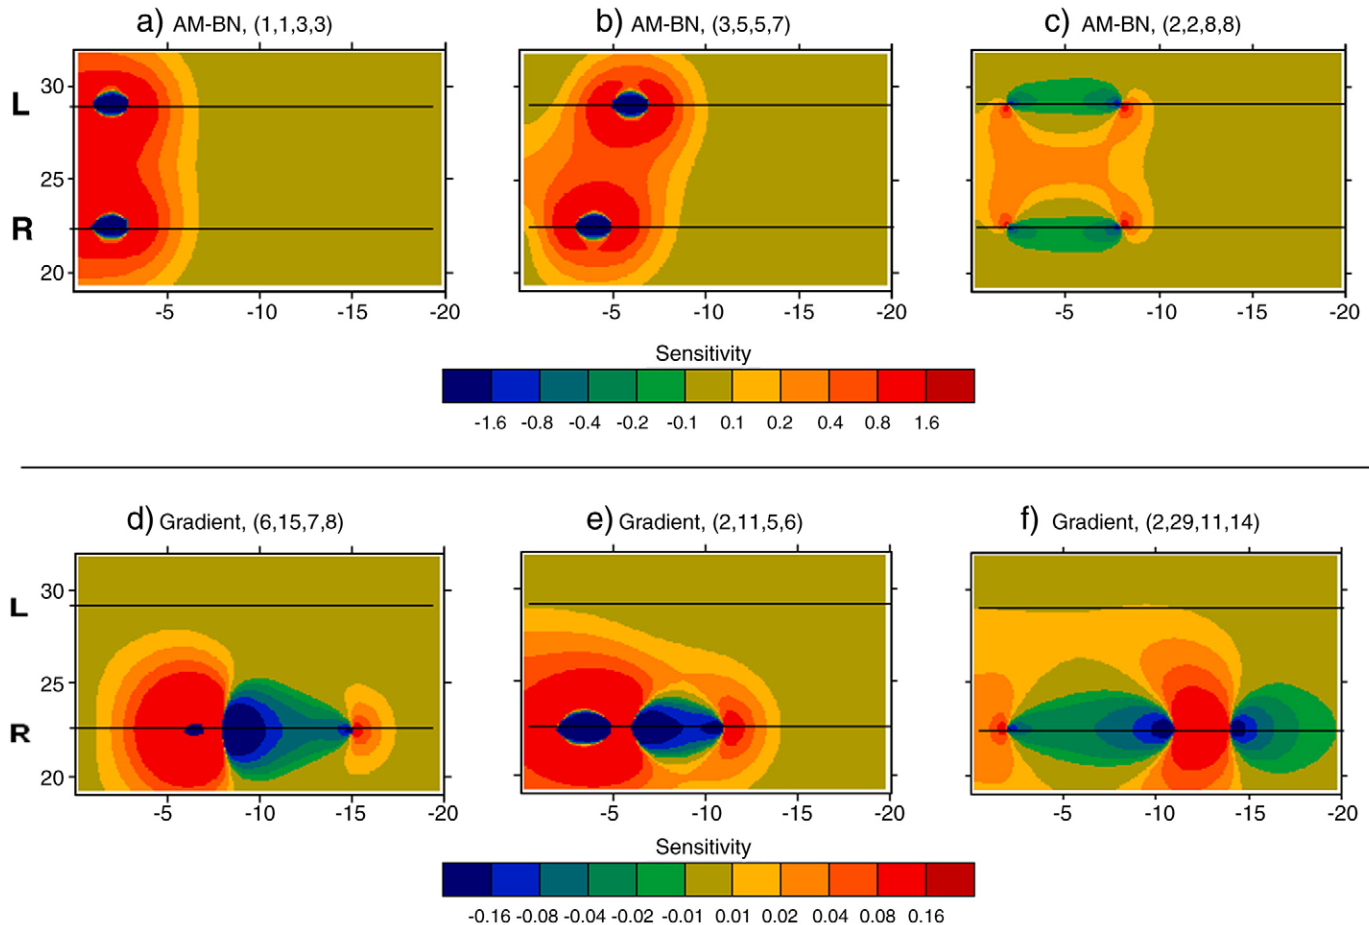 a) AM-BN, (1,1,3,3)
b) AM-BN, (3,5,5,7)
c) AM-BN, (2,2,8,8)
30
L
25
R
20
-5 -10 -15 -20
-5 -10 -15 -20
-5 -10 -15 -20
Sensitivity
-1.6 -0.8 -0.4 -0.2 -0.1 0.1 0.2 0.4 0.8 1.6
d) Gradient, (6,15,7,8)
e) Gradient, (2,11,5,6)
f) Gradient, (2,29,11,14)
30
L
25
R
20
-5 -10 -15 -20
-5 -10 -15 -20
-5 -10 -15 -20
Sensitivity
-0.16 -0.08 -0.04 -0.02 -0.01 0.01 0.02 0.04 0.08 0.16